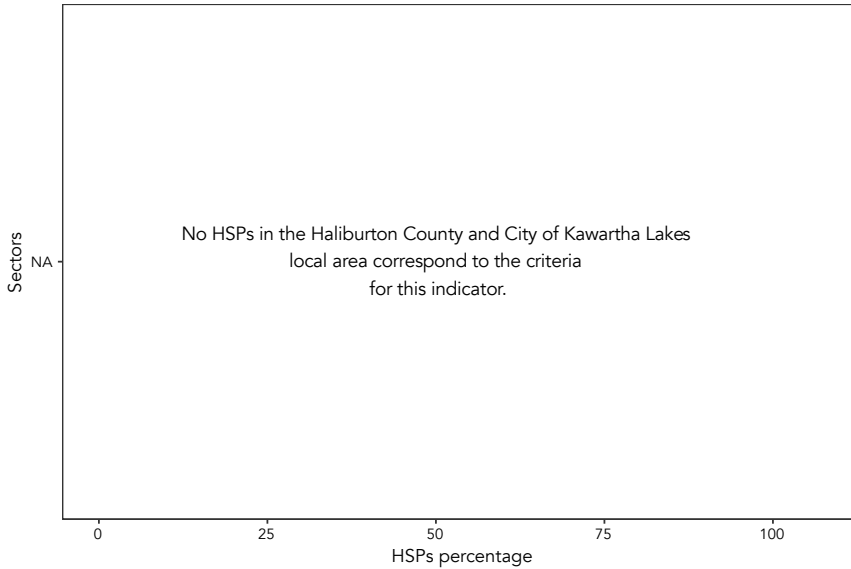 No HSPs in the Haliburton County and City of Kawartha Lakes
local area correspond to the criteria
for this indicator.
Sectors
NA
0 25 50 75 100
HSPs percentage